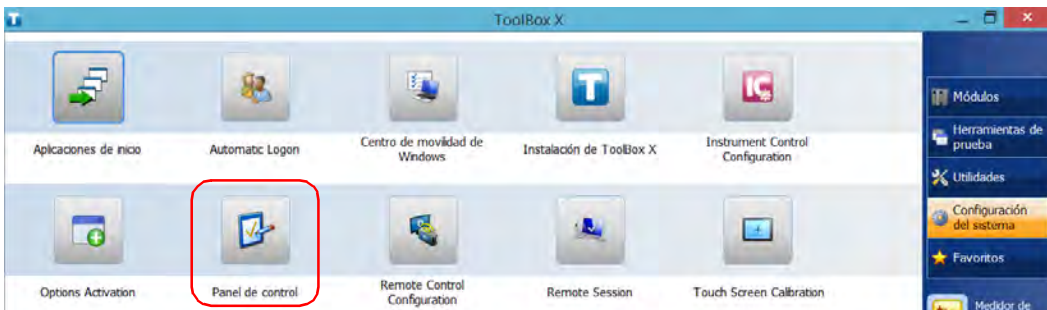 ToolBox X
Aplicaciones de inicio
Automatic Logon
Centro de movilidad de
Windows
Instalación de ToolBox X
Instrument Control
Configuration
Options Activation
Panel de control
Remote Control
Configuration
Remote Session
Touch Screen Calibration
Módulos
Herramientas de
prueba
Utilidades
Configuración
del sistema
Favoritos
Medidor de